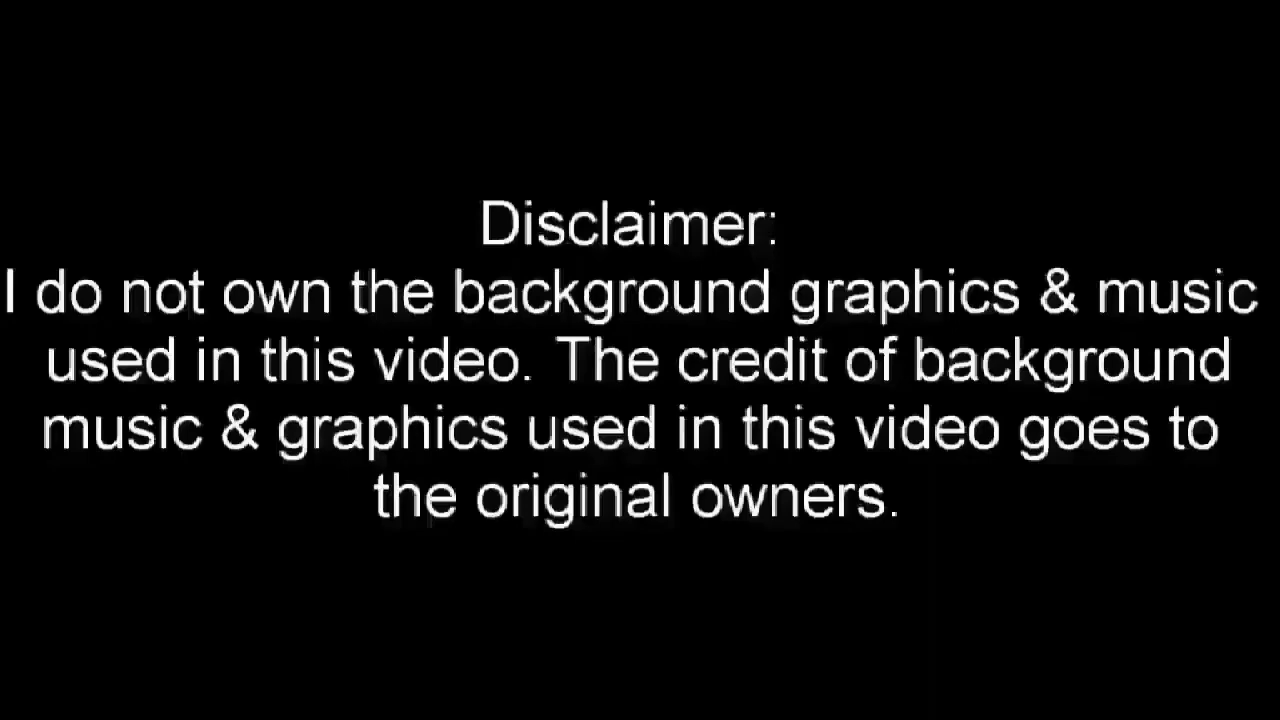 Disclaimer:
I do not own the background graphics & music
used in this video. The credit of background
music & graphics used in this video goes to
the original owners.